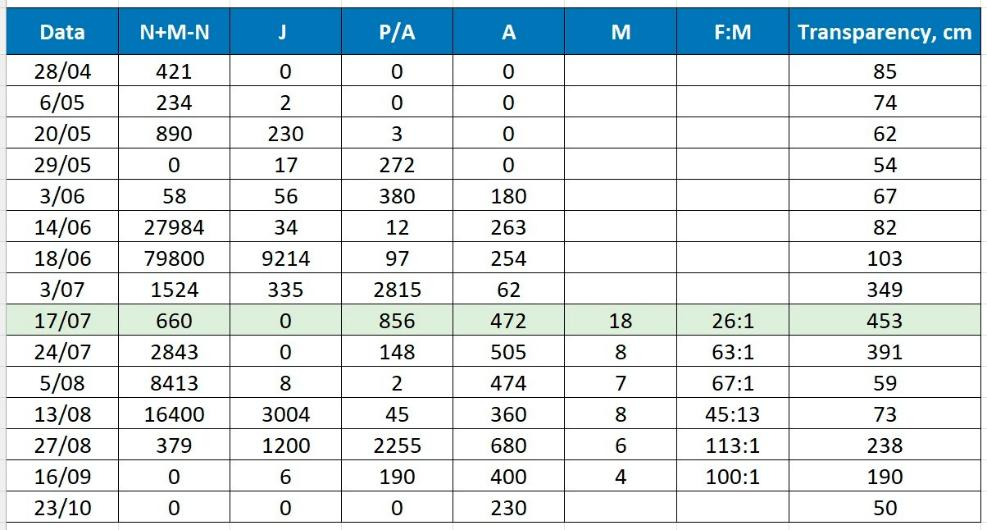 Data N+M-N J P/A A M F:M Transparency, cm
28/04 421 0 0 0 85
6/05 234 2 0 0 74
20/05 890 230 3 0 62
29/05 0 17 272 0 54
3/06 58 56 380 180 67
14/06 27984 34 12 263 82
18/06 79800 9214 97 254 103
3/07 1524 335 2815 62 349
17/07 660 0 856 472 18 26:1 453
24/07 2843 0 148 505 8 63:1 391
5/08 8413 8 2 474 7 67:1 59
13/08 16400 3004 45 360 8 45:13 73
27/08 379 1200 2255 680 6 113:1 238
16/09 0 6 190 400 4 100:1 190
23/10 0 0 0 230 50